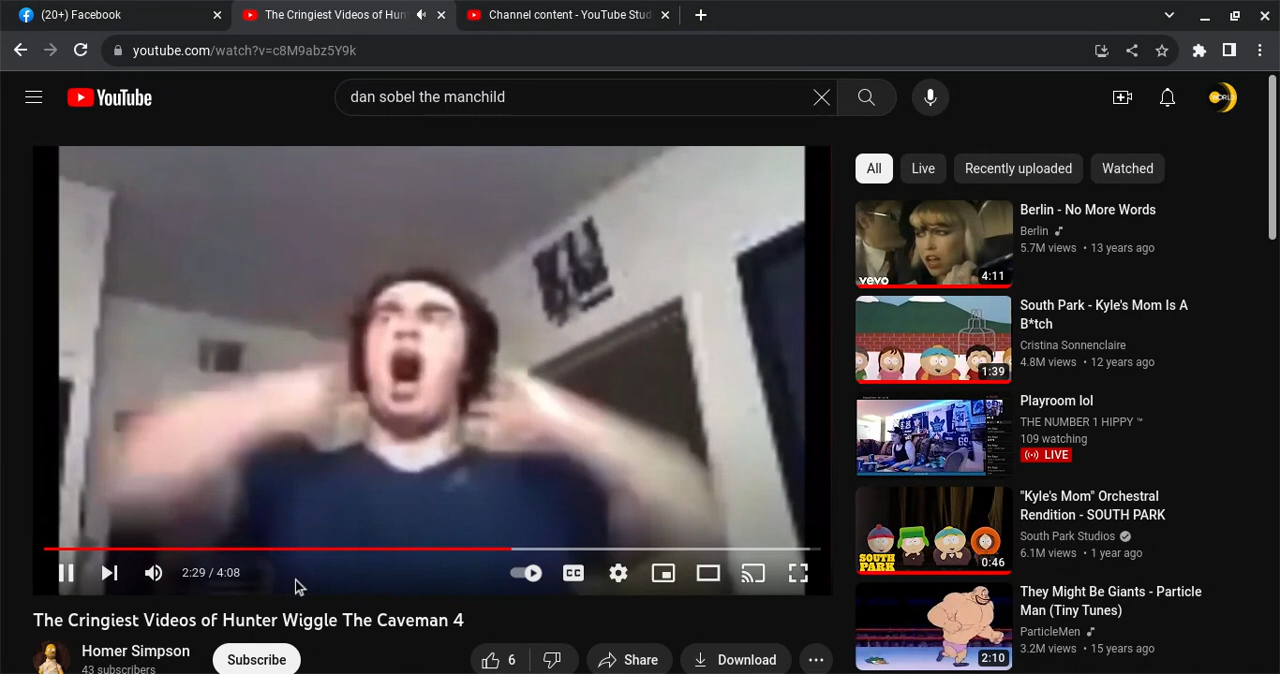 (20+) Facebook
The Cringiest Videos of Hun
Channel content - YouTube Stud
youtube.com/watch?v=c8M9abz5Y9k
YouTube
dan sobel the manchild
WORLD
2:29 / 4:08
CC
The Cringiest Videos of Hunter Wiggle The Caveman 4
Homer Simpson
43 subscribers
Subscribe
6
Share
Download
All
Live
Recently uploaded
Watched
vevo
4:11
Berlin - No More Words
Berlin
5.7M views • 13 years ago
1:39
South Park - Kyle's Mom Is A
B*tch
Cristina Sonnenclaire
4.8M views • 12 years ago
Playroom lol
THE NUMBER 1 HIPPY ™
109 watching
LIVE
SOUTH
PARK
0:46
"Kyle's Mom" Orchestral
Rendition - SOUTH PARK
South Park Studios
6.1M views • 1 year ago
2:10
They Might Be Giants - Particle
Man (Tiny Tunes)
ParticleMen
3.2M views • 15 years ago